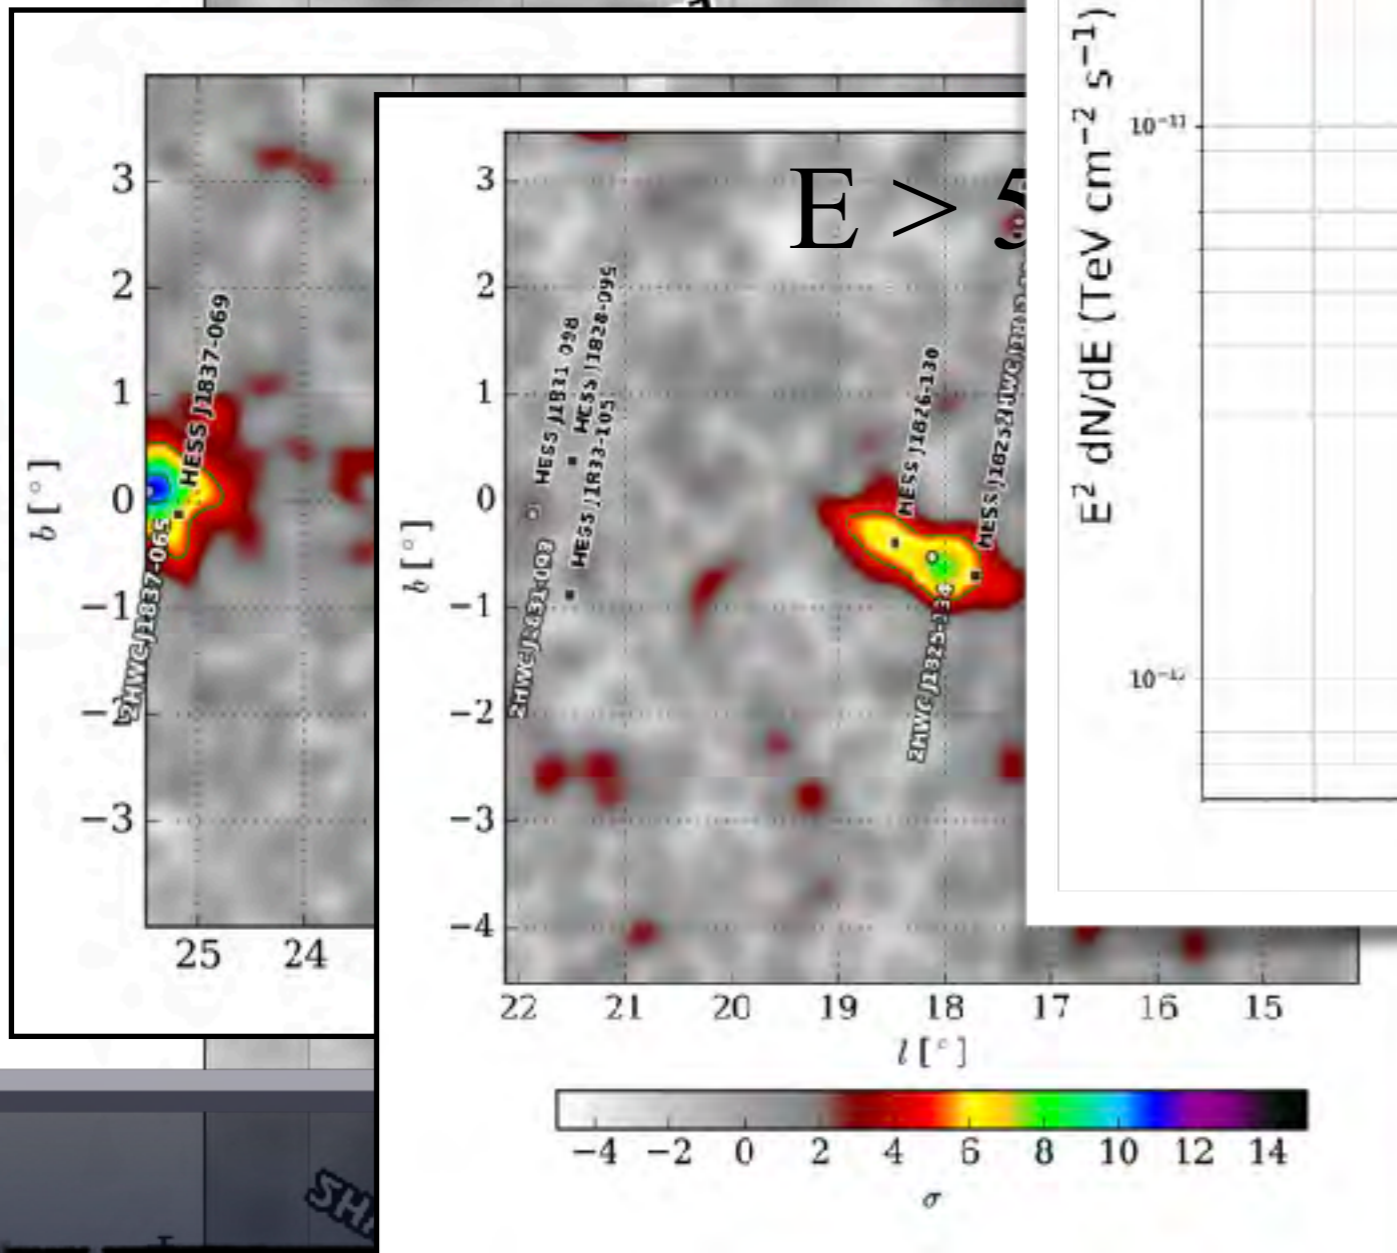 3
2
1
0
−1
−3
b [°]
25
24
HESS J1837-069
2HWC J1837-065
E > 5
3
2
1
0
−1
−2
−3
−4
b [°]
HESS J1831-098
HESS J1828-099
HESS J1833-105
2HWC J1831-098
HESS J1826-130
2HWC J1825-134
22 21 20 19 18 17 16 15
l [°]
−4 −2 0 2 4 6 8 10 12 14
σ
E² dN/dE (TeV cm⁻² s⁻¹)
10⁻¹¹
10⁻¹²